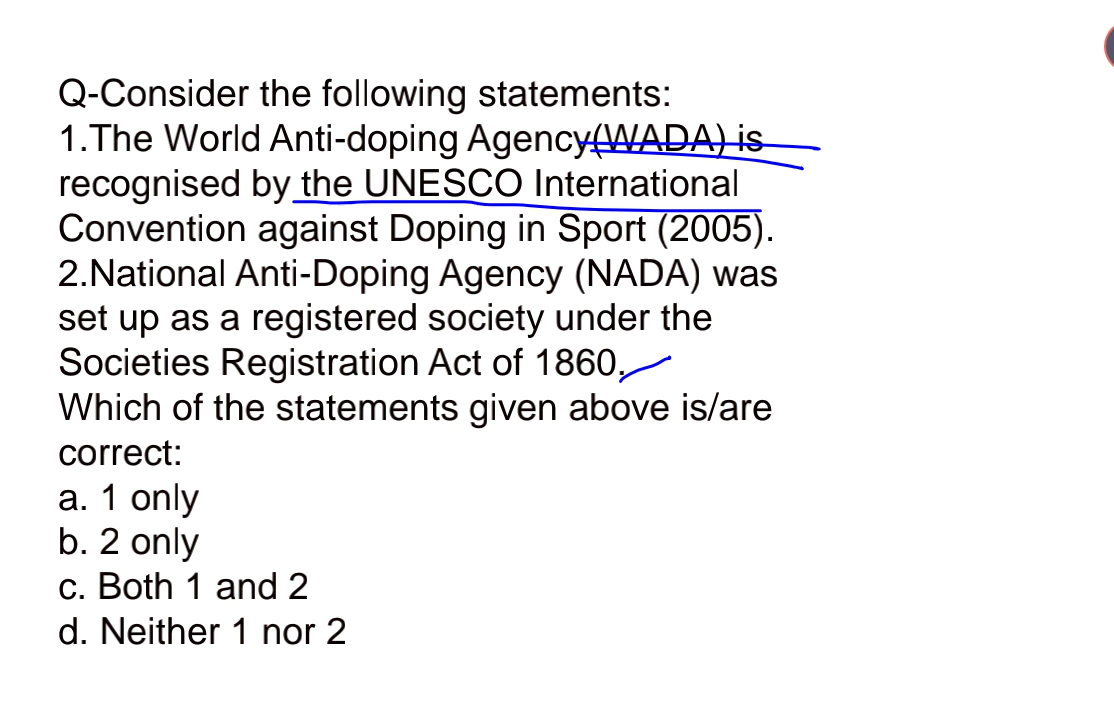 Q-Consider the following statements:
1.The World Anti-doping Agency(WADA) is
recognised by the UNESCO International
Convention against Doping in Sport (2005).
2.National Anti-Doping Agency (NADA) was
set up as a registered society under the
Societies Registration Act of 1860.
Which of the statements given above is/are
correct:
a. 1 only
b. 2 only
c. Both 1 and 2
d. Neither 1 nor 2